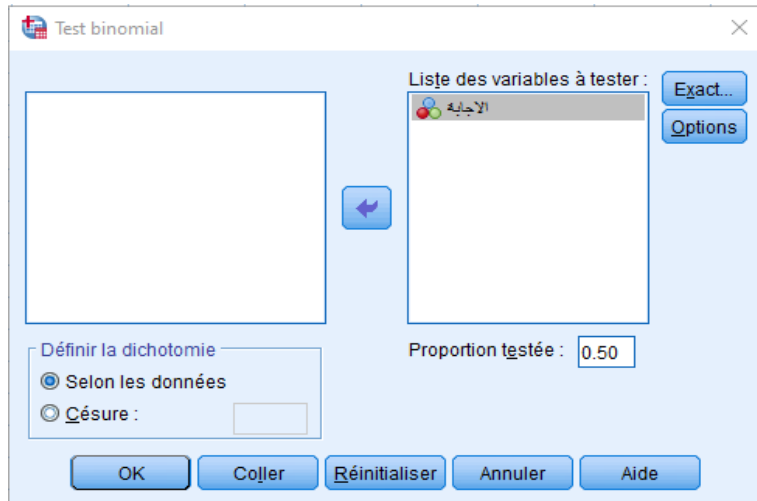 Test binomial
Liste des variables à tester :
الاجابة
Exact...
Options
Définir la dichotomie
Selon les données
Césure :
Proportion testée : 0.50
OK
Coller
Réinitialiser
Annuler
Aide